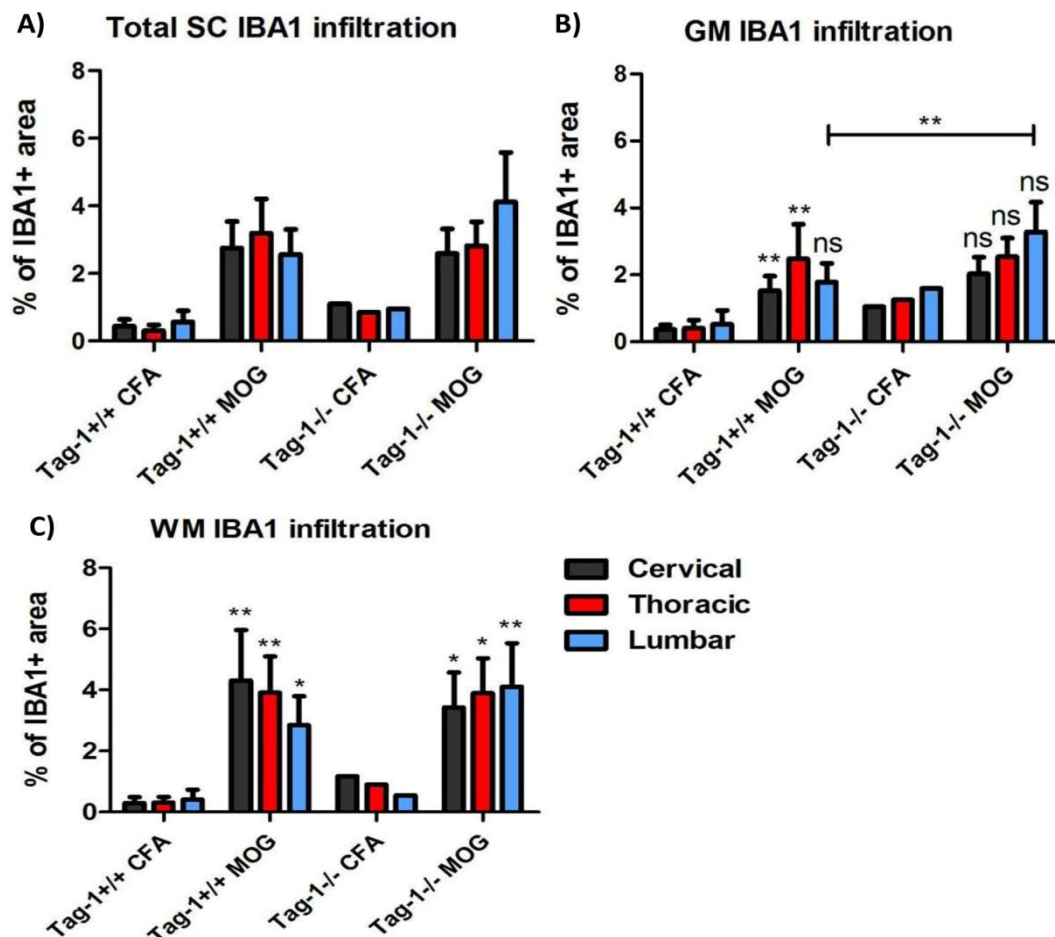 A)
Total SC IBA1 infiltration
% of IBA1+ area
8
6
4
2
0
Tag-1+/+ CFA
Tag-1+/+ MOG
Tag-1-/- CFA
Tag-1-/- MOG
B)
GM IBA1 infiltration
% of IBA1+ area
8
6
4
2
0
**
**
**
ns
ns
ns
ns
Tag-1+/+ CFA
Tag-1+/+ MOG
Tag-1-/- CFA
Tag-1-/- MOG
C)
WM IBA1 infiltration
% of IBA1+ area
8
6
4
2
0
**
**
*
*
*
**
Tag-1+/+ CFA
Tag-1+/+ MOG
Tag-1-/- CFA
Tag-1-/- MOG
Cervical
Thoracic
Lumbar